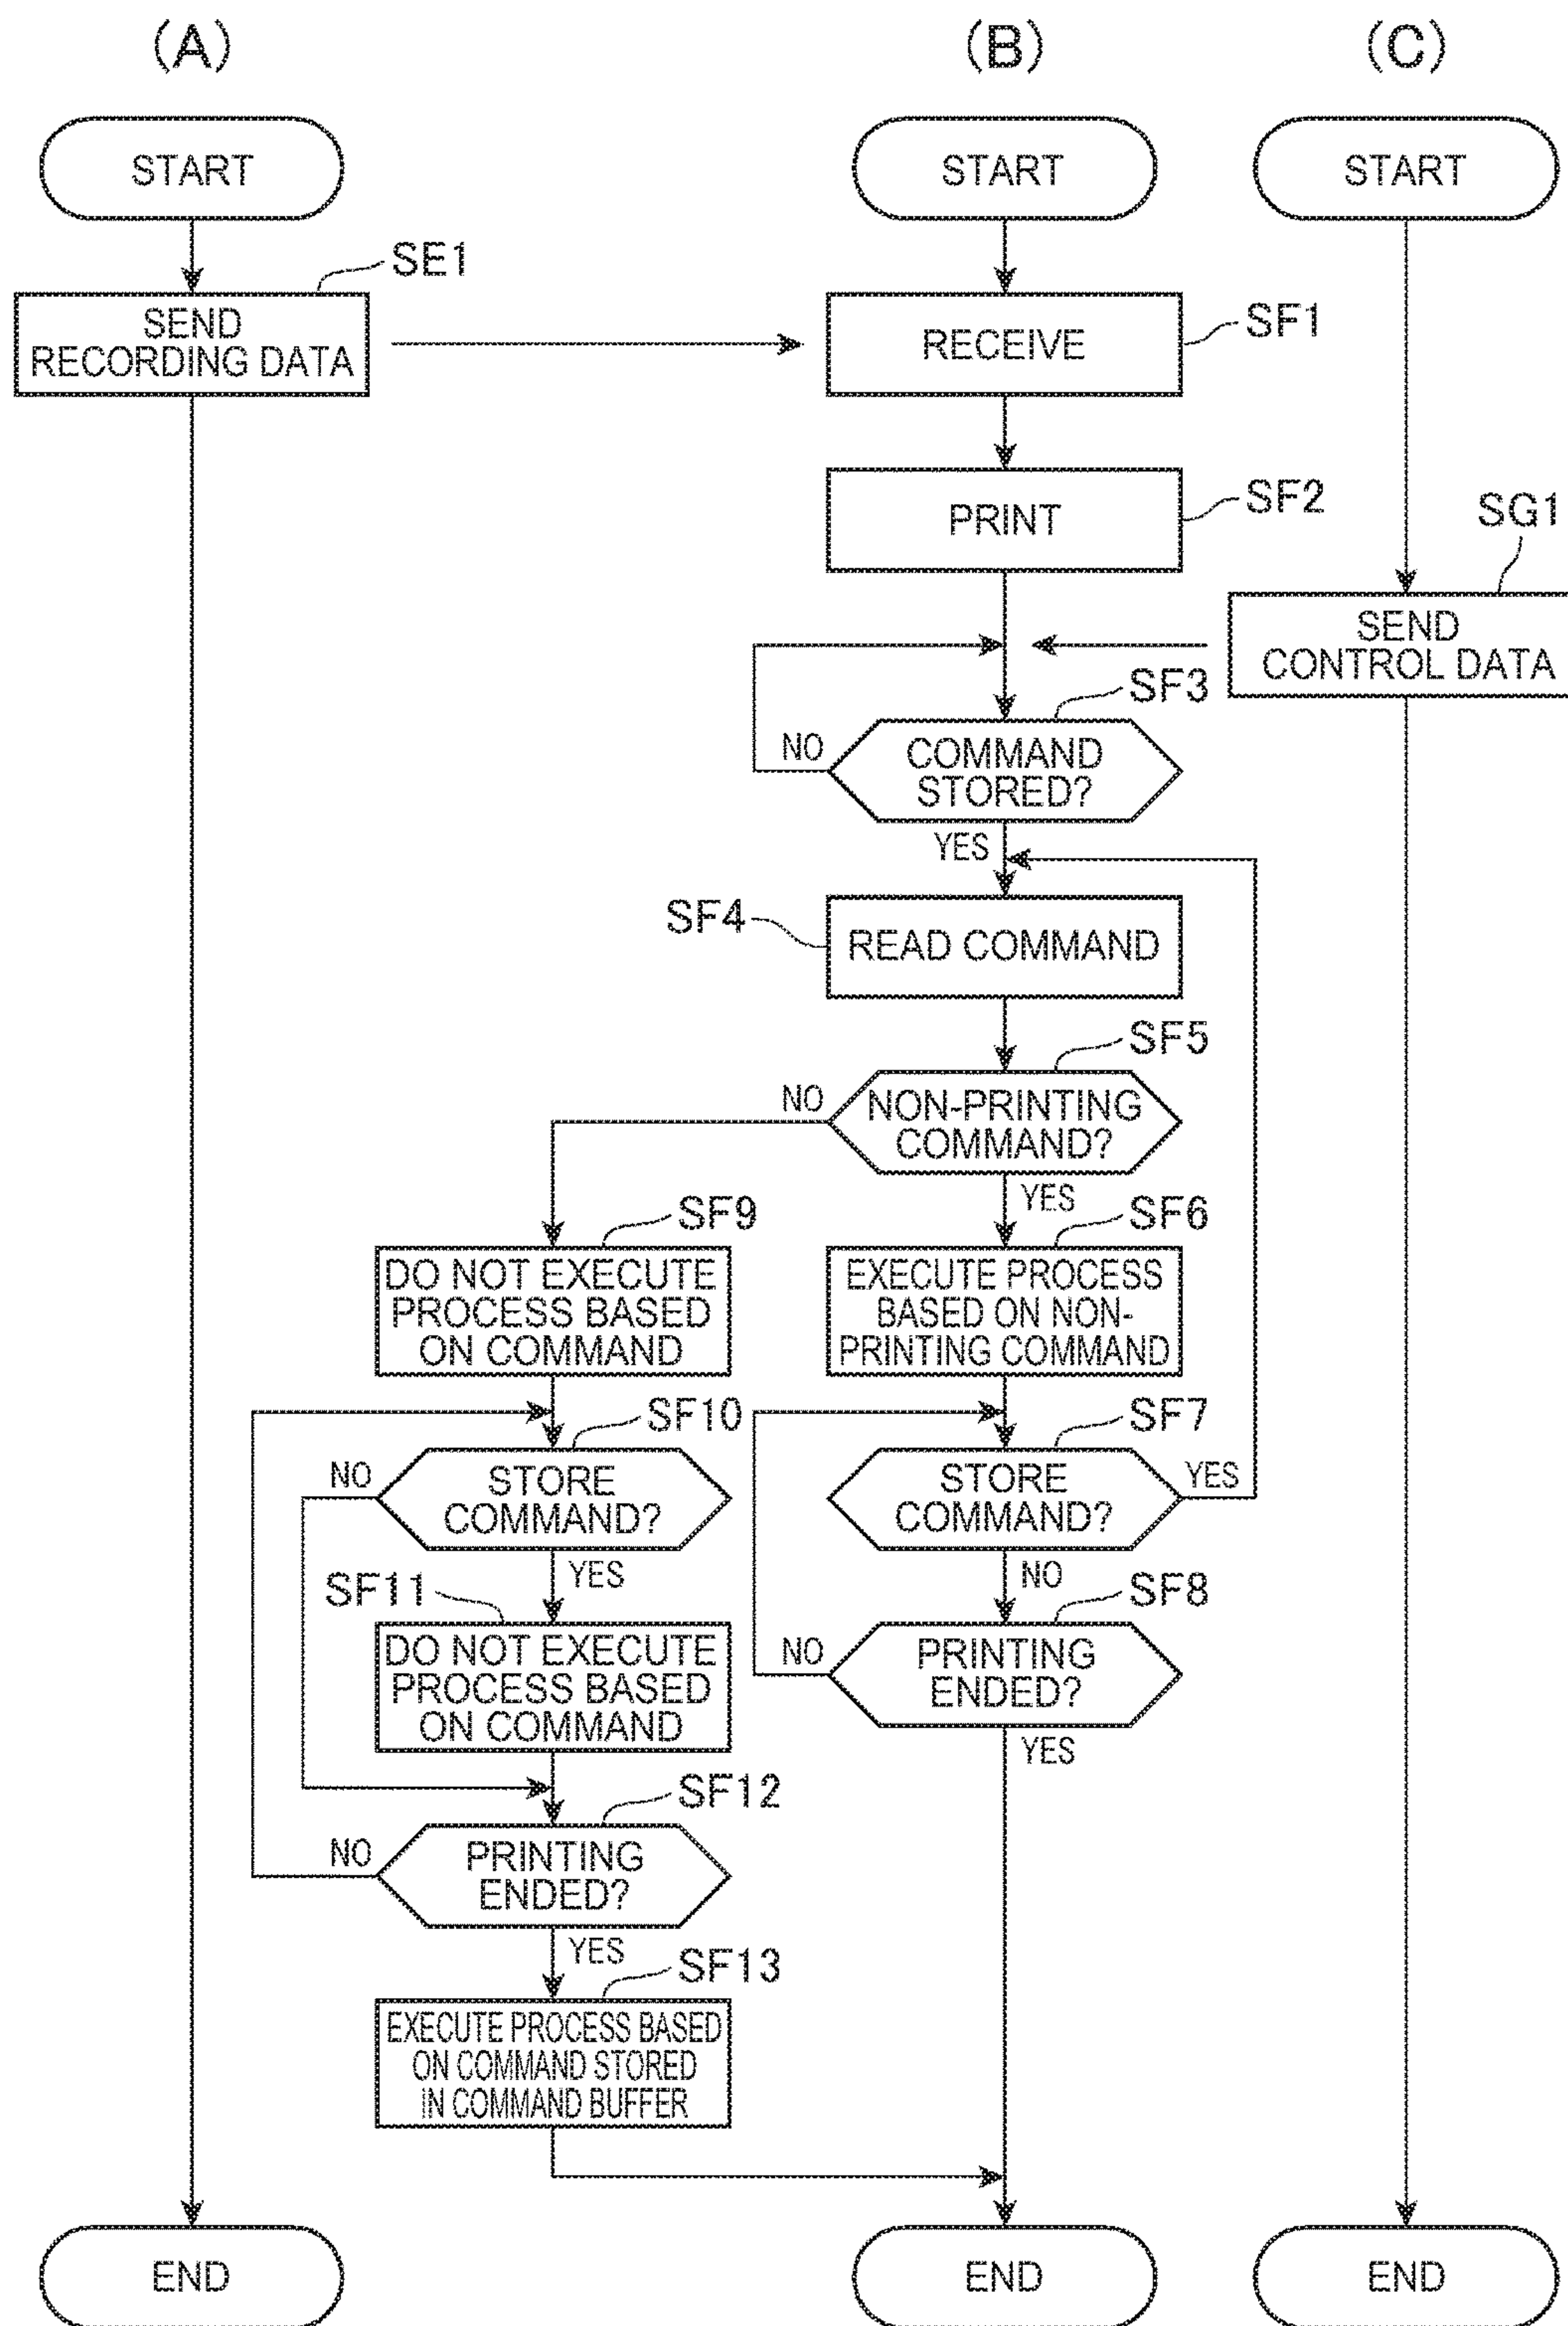 (A)
(B)
(C)
START
START
START
SE1
SEND
RECORDING DATA
RECEIVE
SF1
PRINT
SF2
SG1
SEND
CONTROL DATA
SF3
NO
COMMAND
STORED?
YES
SF4
READ COMMAND
SF5
NO
NON-PRINTING
COMMAND?
YES
SF9
SF6
DO NOT EXECUTE
PROCESS BASED
ON COMMAND
EXECUTE PROCESS
BASED ON NON-
PRINTING COMMAND
SF10
SF7
NO
STORE
COMMAND?
STORE
COMMAND?
YES
YES
NO
SF11
SF8
DO NOT EXECUTE
PROCESS BASED
ON COMMAND
NO
PRINTING
ENDED?
YES
SF12
NO
PRINTING
ENDED?
YES
SF13
EXECUTE PROCESS BASED
ON COMMAND STORED
IN COMMAND BUFFER
END
END
END